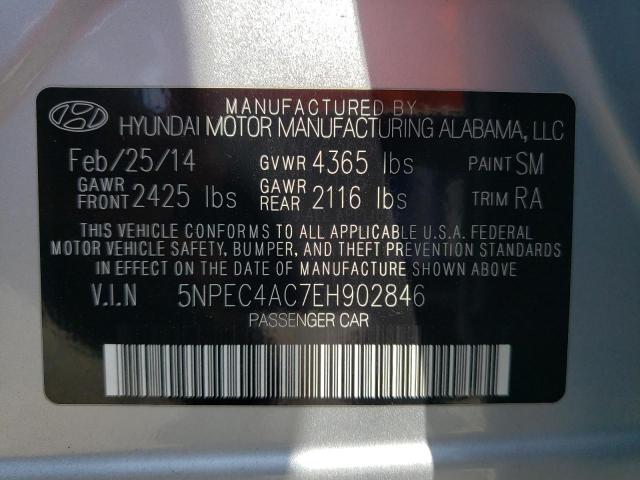 MANUFACTURED BY
HYUNDAI MOTOR MANUFACTURING ALABAMA, LLC
Feb/25/14 GVWR 4365 lbs PAINT SM
GAWR FRONT 2425 lbs GAWR REAR 2116 lbs TRIM RA
THIS VEHICLE CONFORMS TO ALL APPLICABLE U.S.A. FEDERAL
MOTOR VEHICLE SAFETY, BUMPER, AND THEFT PREVENTION STANDARDS
IN EFFECT ON THE DATE OF MANUFACTURE SHOWN ABOVE
V.I.N 5NPEC4AC7EH902846
PASSENGER CAR